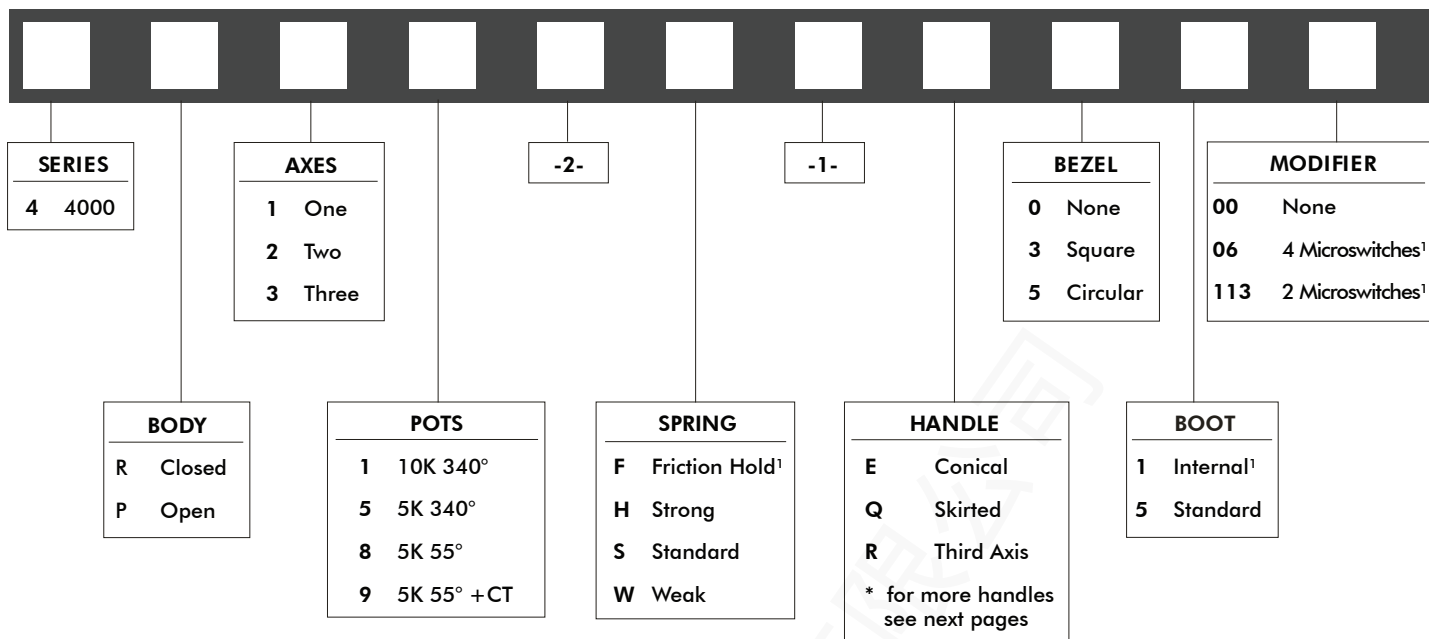 SERIES
4 4000
AXES
1 One
2 Two
3 Three
-2-
-1-
BEZEL
0 None
3 Square
5 Circular
MODIFIER
00 None
06 4 Microswitches¹
113 2 Microswitches¹
BODY
R Closed
P Open
POTS
1 10K 340°
5 5K 340°
8 5K 55°
9 5K 55° +CT
SPRING
F Friction Hold¹
H Strong
S Standard
W Weak
HANDLE
E Conical
Q Skirted
R Third Axis
* for more handles
see next pages
BOOT
1 Internal¹
5 Standard
限公司